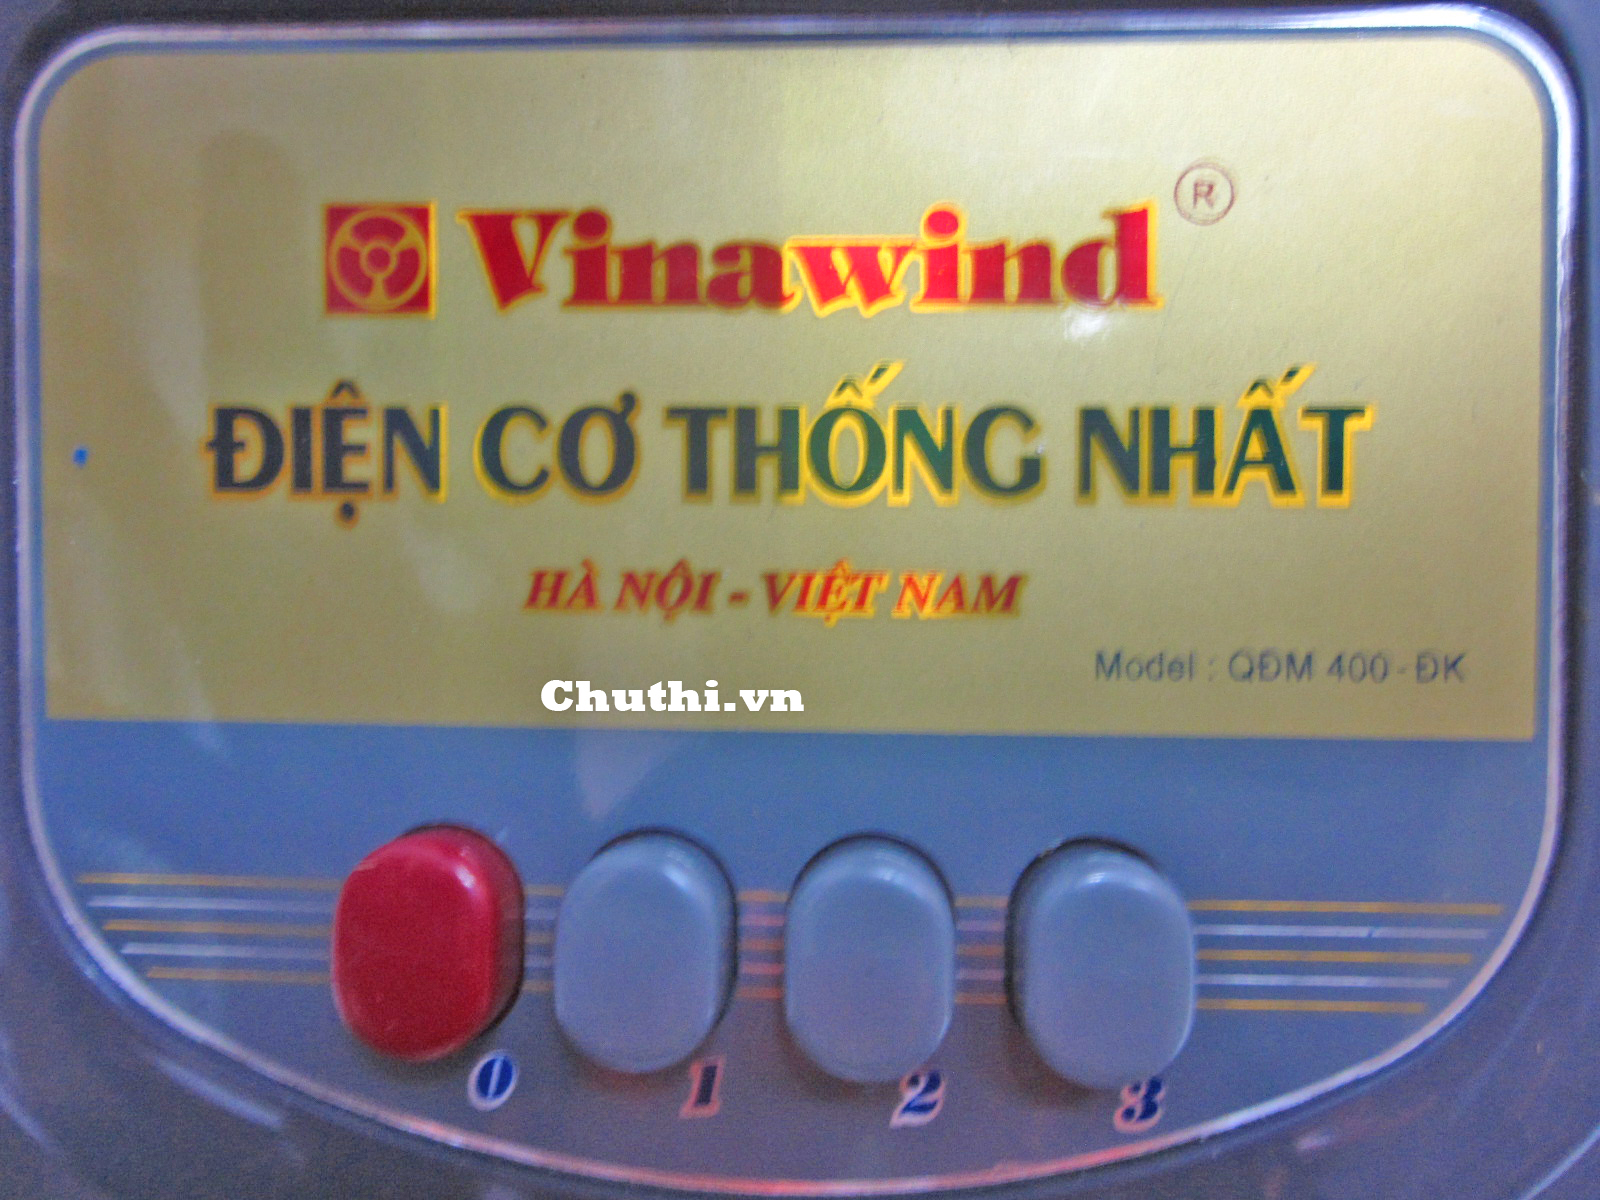 Vinawind ®
ĐIỆN CƠ THỐNG NHẤT
HÀ NỘI - VIỆT NAM
Model : QĐM 400-ĐK
Chuthi.vn
0 1 2 3